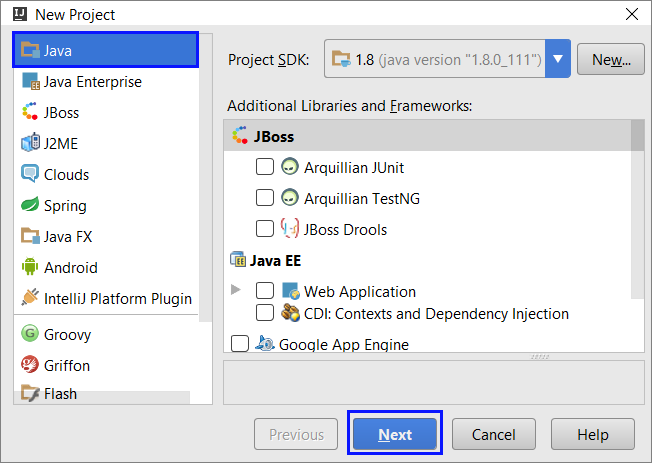 IJ New Project
Java
Java Enterprise
JBoss
J2ME
Clouds
Spring
Java FX
Android
IntelliJ Platform Plugin
Groovy
Griffon
Flash
Project SDK: 1.8 (java version "1.8.0_111") New...
Additional Libraries and Frameworks:
JBoss
Arquillian JUnit
Arquillian TestNG
JBoss Drools
Java EE
Web Application
CDI: Contexts and Dependency Injection
Google App Engine
Previous Next Cancel Help